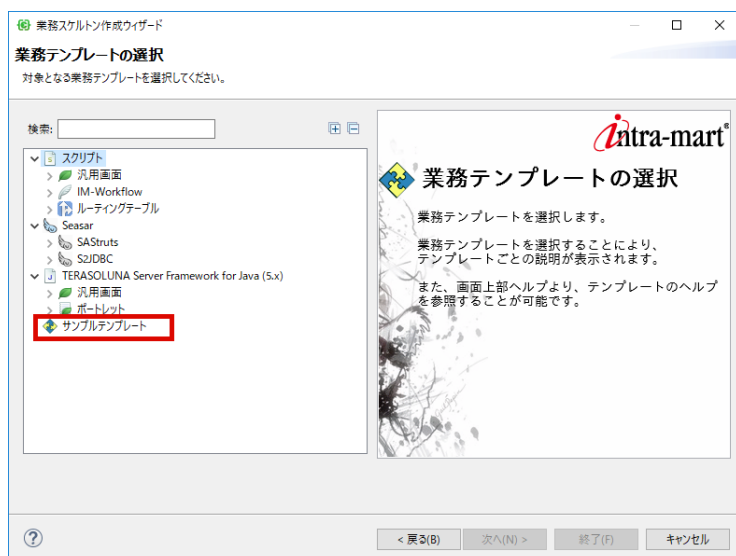 業務スケルトン作成ウィザード
業務テンプレートの選択
対象となる業務テンプレートを選択してください。
検索:
スクリプト
汎用画面
IM-Workflow
ルーティングテーブル
Seasar
SAStruts
S2JDBC
TERASOLUNA Server Framework for Java (5.x)
汎用画面
ポートレット
サンプルテンプレート
intra-mart®
業務テンプレートの選択
業務テンプレートを選択します。
業務テンプレートを選択することにより、
テンプレートごとの説明が表示されます。
また、画面上部ヘルプより、テンプレートのヘルプ
を参照することが可能です。
< 戻る(B) 次へ(N) > 終了(F) キャンセル